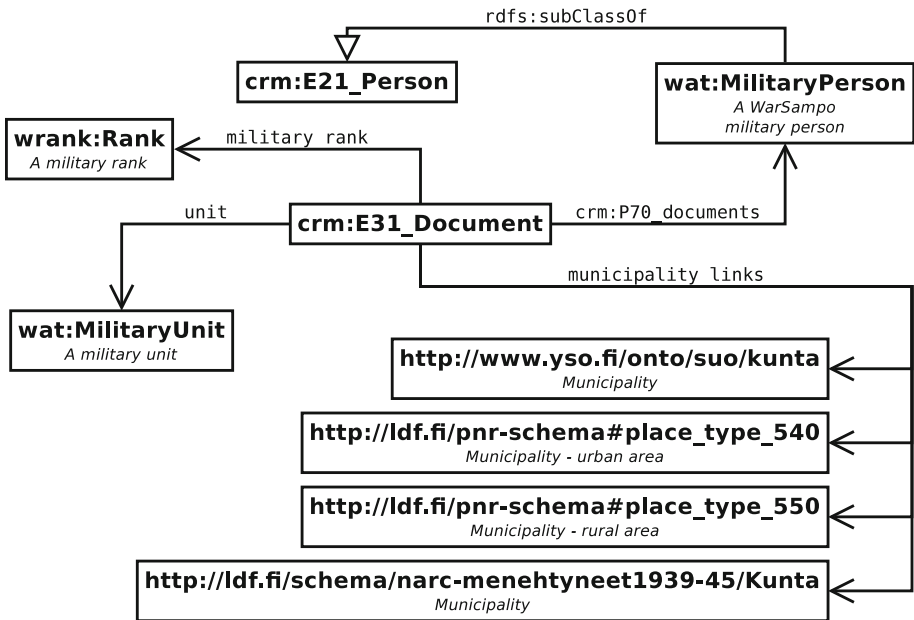 rdfs:subClassOf
crm:E21_Person
wat:MilitaryPerson
A WarSampo
military person
wrank:Rank
A military rank
military rank
unit
crm:E31_Document
crm:P70_documents
municipality links
wat:MilitaryUnit
A military unit
http://www.yso.fi/onto/suo/kunta
Municipality
http://ldf.fi/pnr-schema#place_type_540
Municipality - urban area
http://ldf.fi/pnr-schema#place_type_550
Municipality - rural area
http://ldf.fi/schema/narc-menehtyneet1939-45/Kunta
Municipality